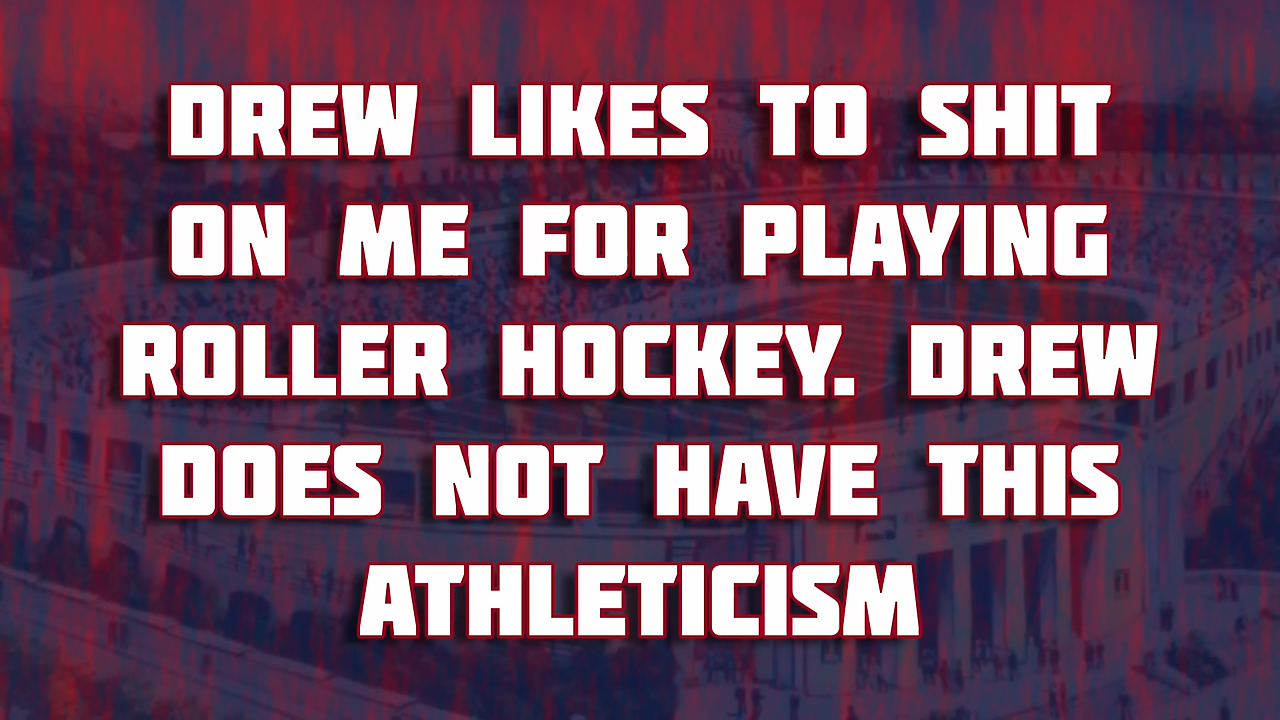 DREW LIKES TO SHIT
ON ME FOR PLAYING
ROLLER HOCKEY. DREW
DOES NOT HAVE THIS
ATHLETICISM